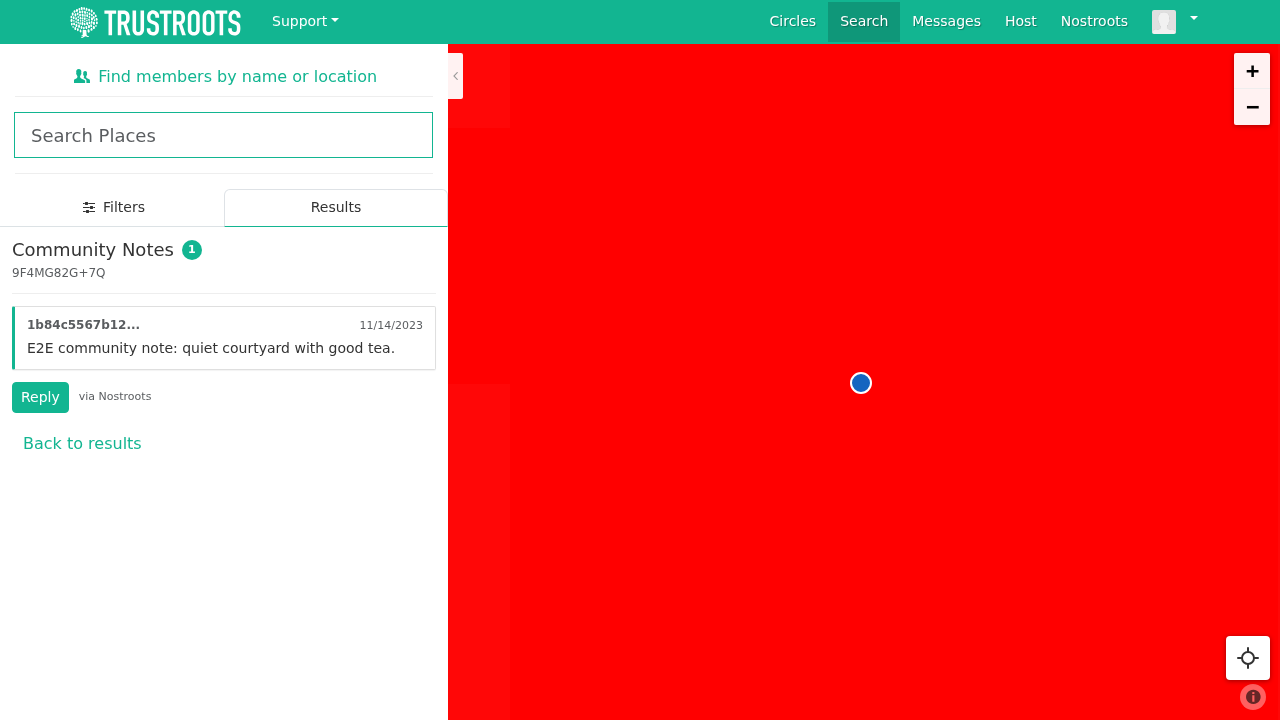 TRUSTROOTS
Support
Circles
Search
Messages
Host
Nostroots
Find members by name or location
Search Places
Filters
Results
Community Notes 1
9F4MG82G+7Q
1b84c5567b12...
11/14/2023
E2E community note: quiet courtyard with good tea.
Reply
via Nostroots
Back to results
+
−